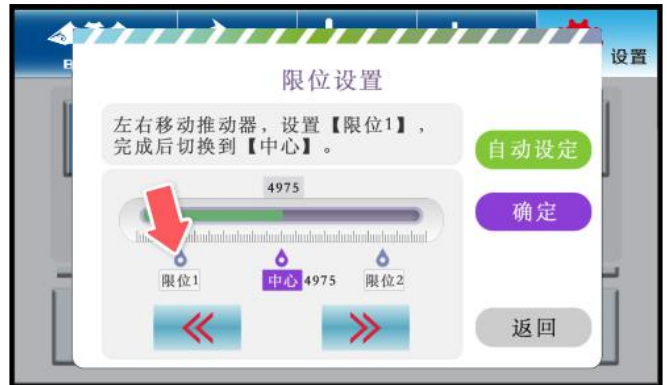 设置
限位设置
左右移动推动器，设置【限位1】，
完成后切换到【中心】。
自动设定
4975
确定
限位1
中心 4975
限位2
返回